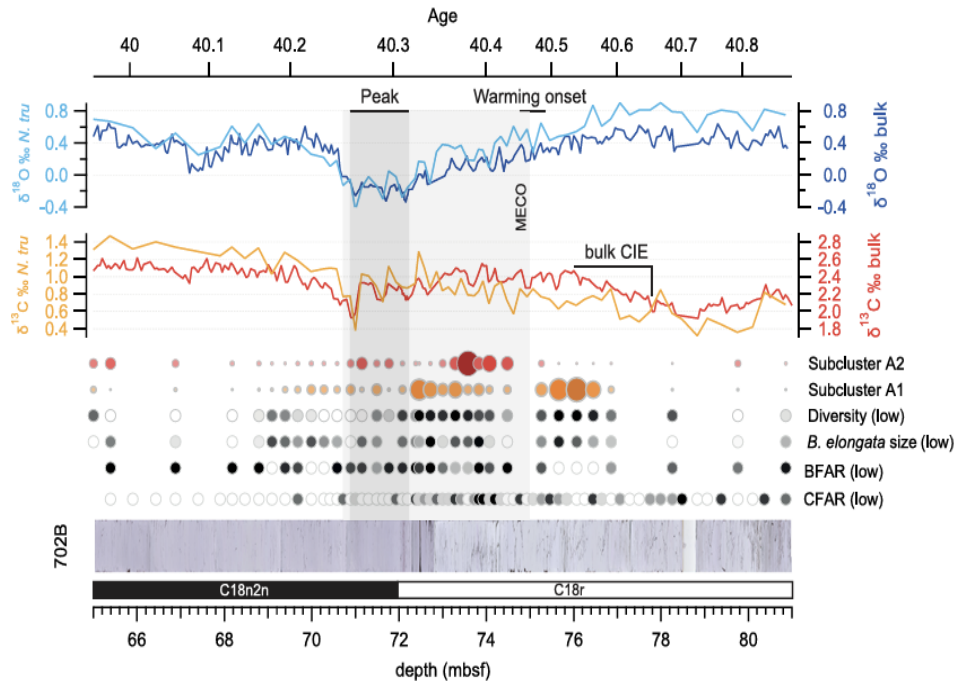 Age
40 40.1 40.2 40.3 40.4 40.5 40.6 40.7 40.8
Peak
Warming onset
0.8
0.4
0.0
-0.4
δ18O ‰ N. tru
0.8
0.4
0.0
-0.4
δ18O ‰ bulk
MECO
1.4
1.2
1.0
0.8
0.6
0.4
δ13C ‰ N. tru
bulk CIE
2.8
2.6
2.4
2.2
2.0
1.8
δ13C ‰ bulk
Subcluster A2
Subcluster A1
Diversity (low)
B. elongata size (low)
BFAR (low)
CFAR (low)
702B
C18n2n C18r
66 68 70 72 74 76 78 80
depth (mbsf)